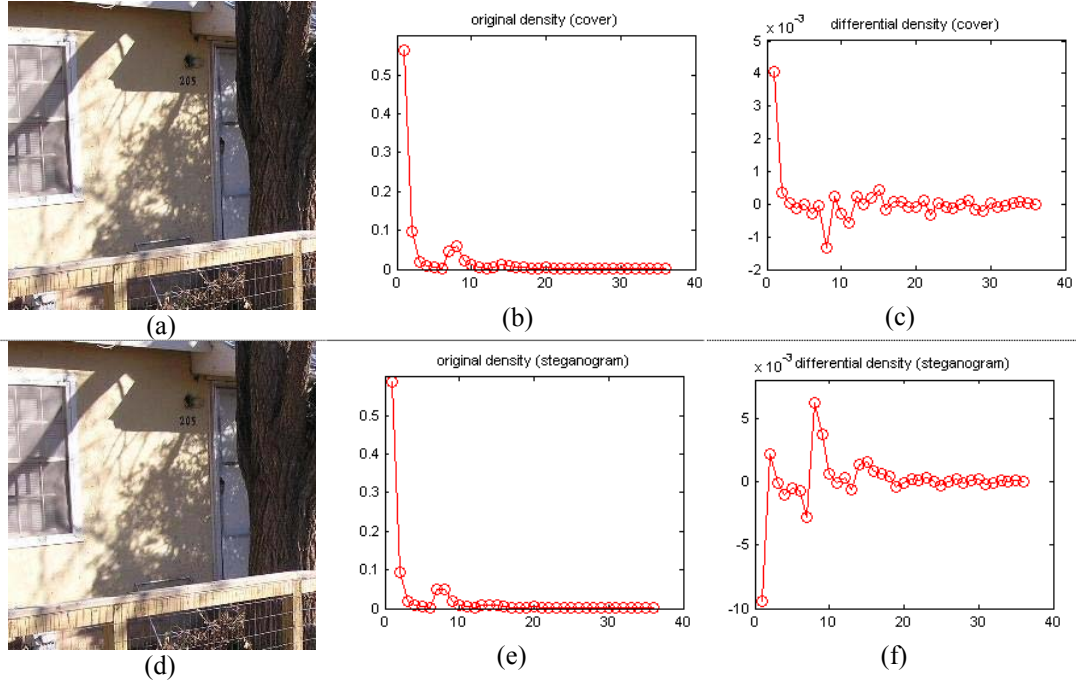 205
(a)
original density (cover)
0.5
0.4
0.3
0.2
0.1
0
0 10 20 30 40
(b)
× 10⁻³ differential density (cover)
5
4
3
2
1
0
-1
-2
0 10 20 30 40
(c)
205
(d)
original density (steganogram)
0.5
0.4
0.3
0.2
0.1
0
0 10 20 30 40
(e)
× 10⁻³ differential density (steganogram)
5
0
-5
-10
0 10 20 30 40
(f)